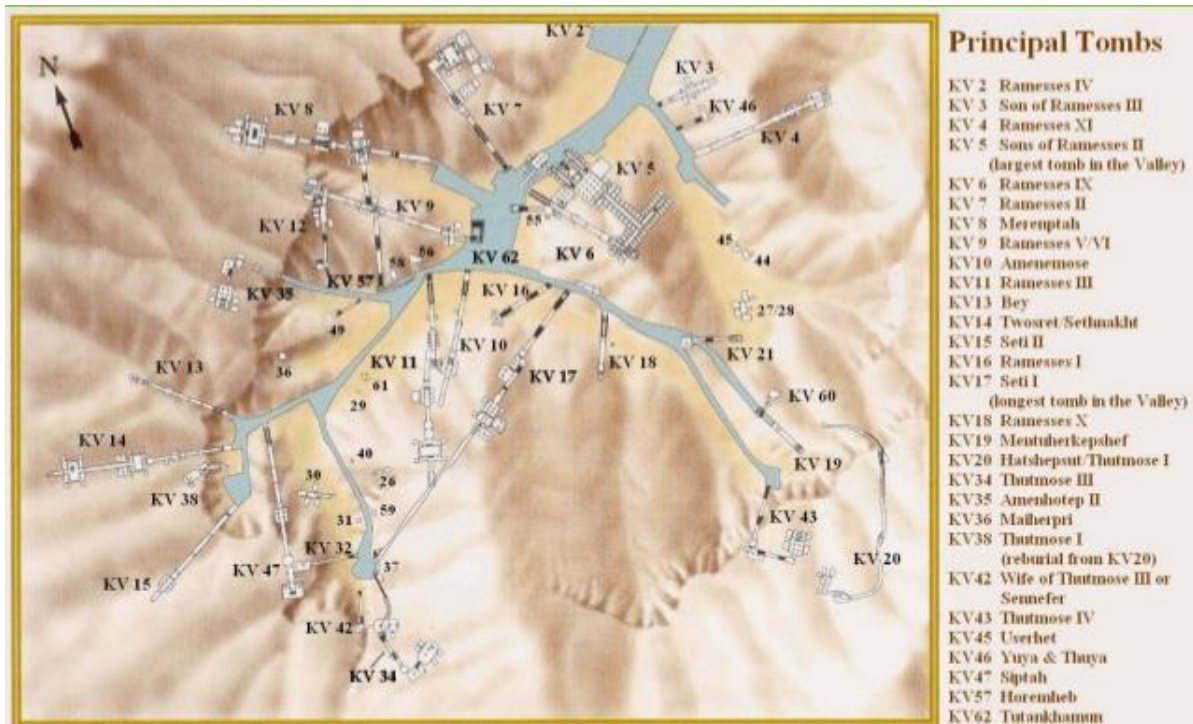 N
KV 2
KV 3
KV 46
KV 7
KV 8
KV 4
KV 5
KV 9
KV 12
55
45
44
56
58
KV 62
KV 6
KV 57
KV 35
KV 16
27/28
49
KV 10
KV 18
KV 21
KV 11
KV 17
KV 13
36
61
29
KV 60
KV 14
40
KV 19
30
26
KV 38
59
31
KV 43
KV 32
KV 47
37
KV 20
KV 15
KV 42
KV 34
Principal Tombs
KV 2 Ramesses IV
KV 3 Son of Ramesses III
KV 4 Ramesses XI
KV 5 Sons of Ramesses II
(largest tomb in the Valley)
KV 6 Ramesses IX
KV 7 Ramesses II
KV 8 Merenptah
KV 9 Ramesses V/VI
KV10 Amenemose
KV11 Ramesses III
KV13 Bey
KV14 Twosret/Sethnakht
KV15 Seti II
KV16 Ramesses I
KV17 Seti I
(longest tomb in the Valley)
KV18 Ramesses X
KV19 Mentuherkepshef
KV20 Hatshepsut/Thutmose I
KV34 Thutmose III
KV35 Amenhotep II
KV36 Maiherpri
KV38 Thutmose I
(reburial from KV20)
KV42 Wife of Thutmose III or
Sennefer
KV43 Thutmose IV
KV45 Userhet
KV46 Yuya & Thuya
KV47 Siptah
KV57 Horemheb
KV62 Tutankhamun